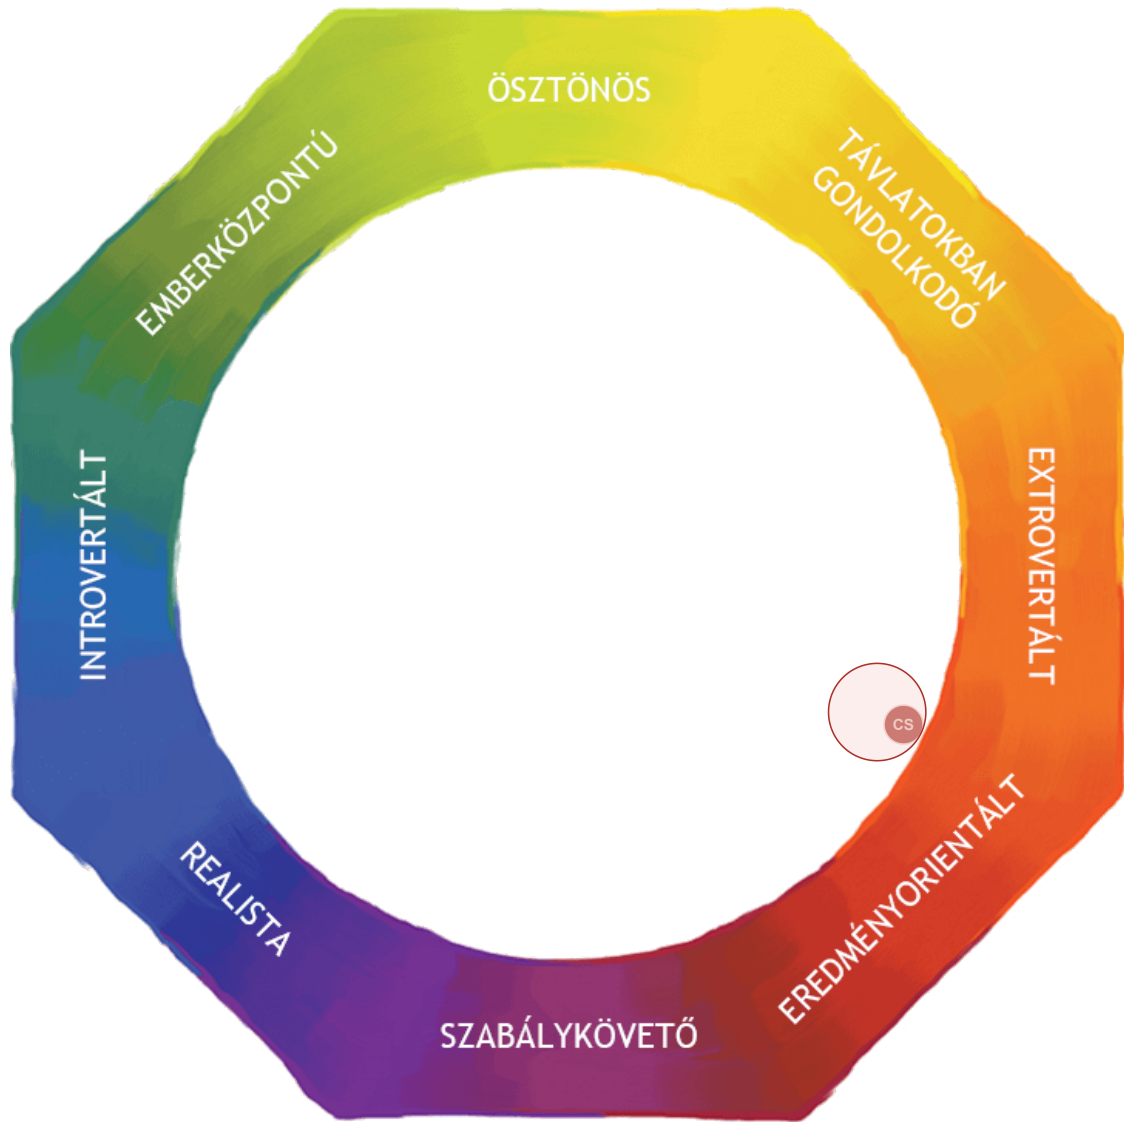 ÖSZTÖNÖS
TÁVLATOKBAN
GONDOLKODÓ
EMBERKÖZPONTÚ
EXTROVERTÁLT
INTROVERTÁLT
CS
EREDMÉNYORIENTÁLT
REALISTA
SZABÁLYKÖVETŐ